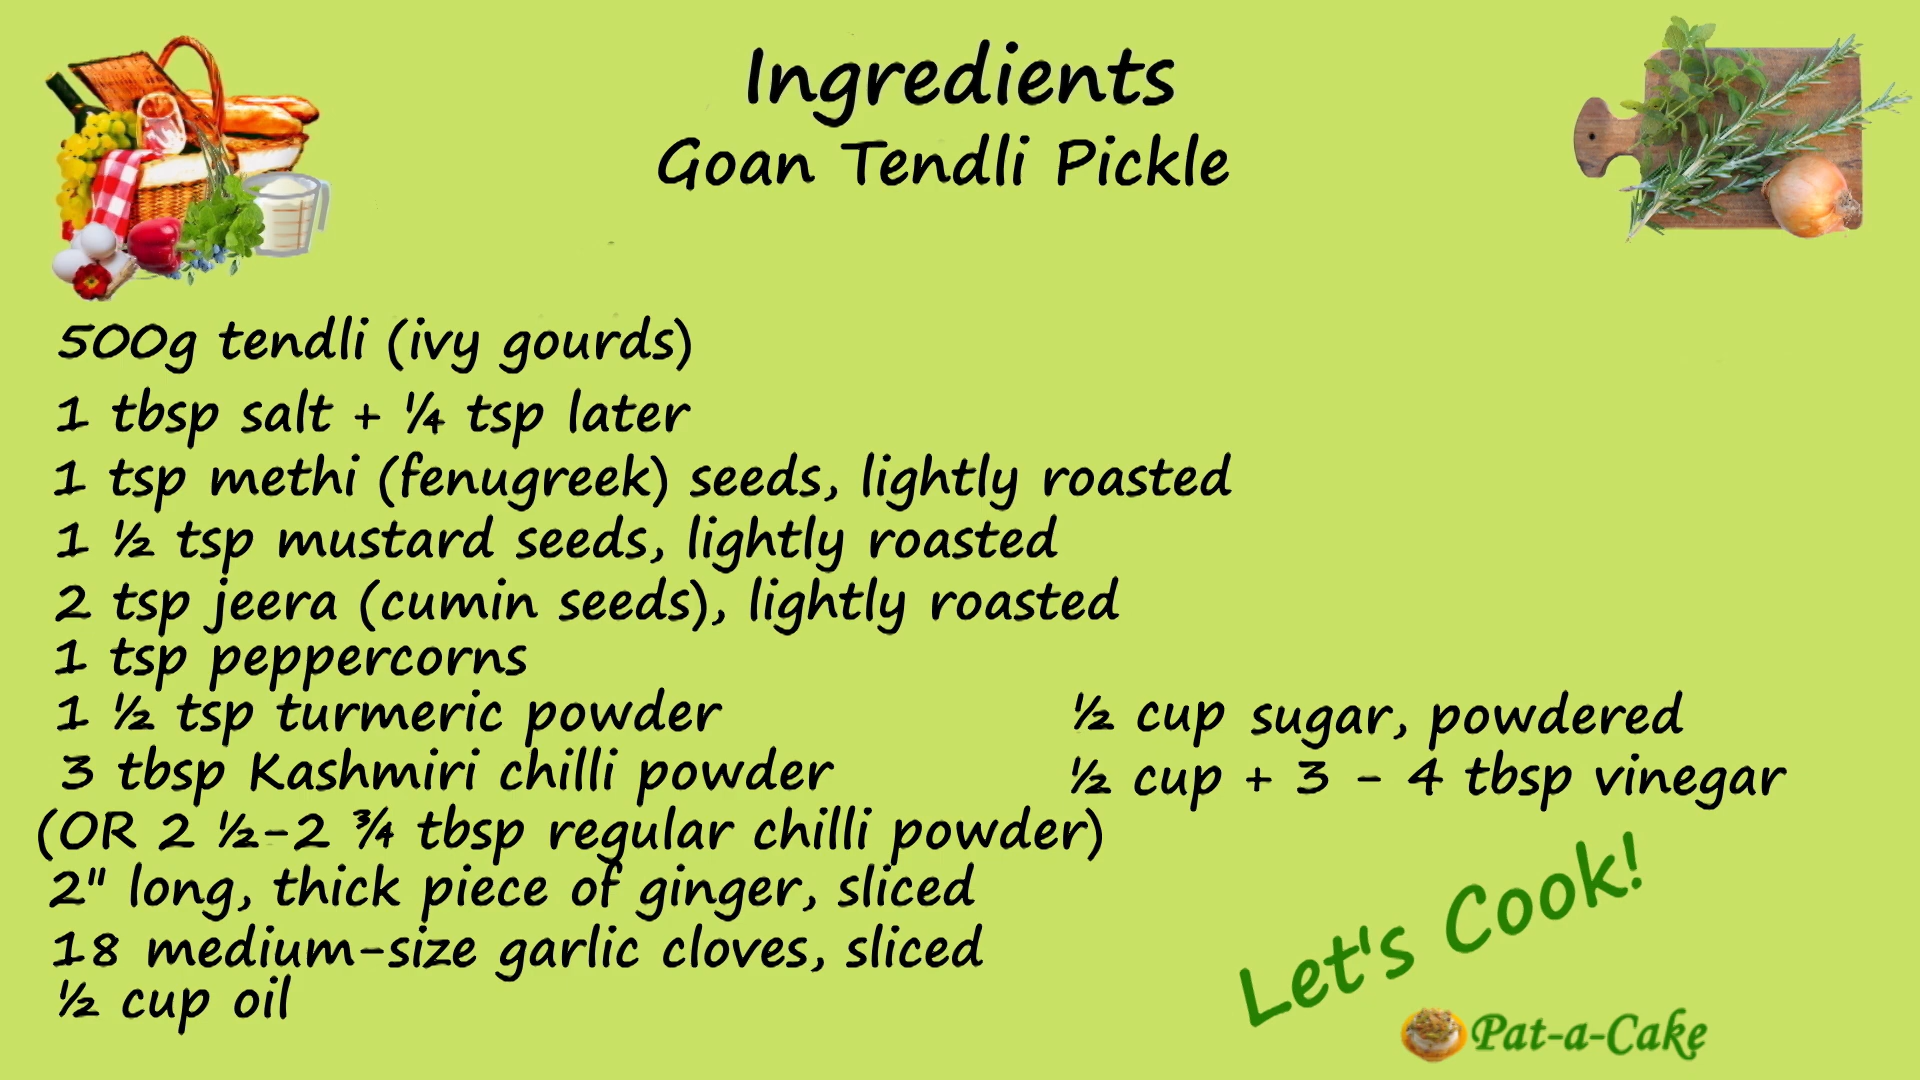 Ingredients
Goan Tendli Pickle
500g tendli (ivy gourds)
1 tbsp salt + ¼ tsp later
1 tsp methi (fenugreek) seeds, lightly roasted
1 ½ tsp mustard seeds, lightly roasted
2 tsp jeera (cumin seeds), lightly roasted
1 tsp peppercorns
1 ½ tsp turmeric powder
3 tbsp Kashmiri chilli powder
(OR 2 ½-2 ¾ tbsp regular chilli powder)
2" long, thick piece of ginger, sliced
18 medium-size garlic cloves, sliced
½ cup oil
½ cup sugar, powdered
½ cup + 3 - 4 tbsp vinegar
Let's Cook!
Pat-a-Cake